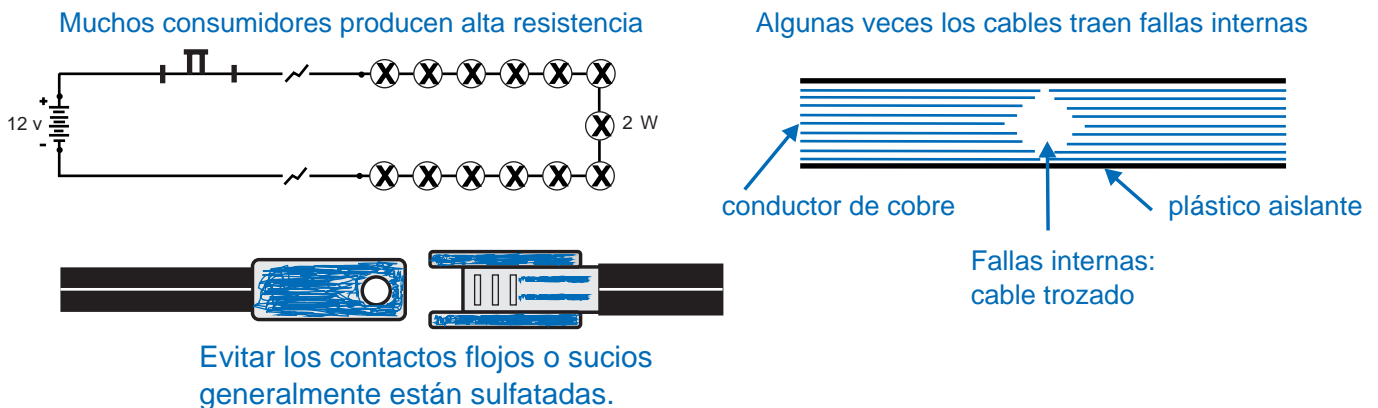 Muchos consumidores producen alta resistencia
12 v
+
-
2 W
Evitar los contactos flojos o sucios
generalmente están sulfatadas.
Algunas veces los cables traen fallas internas
conductor de cobre
plástico aislante
Fallas internas:
cable trozado